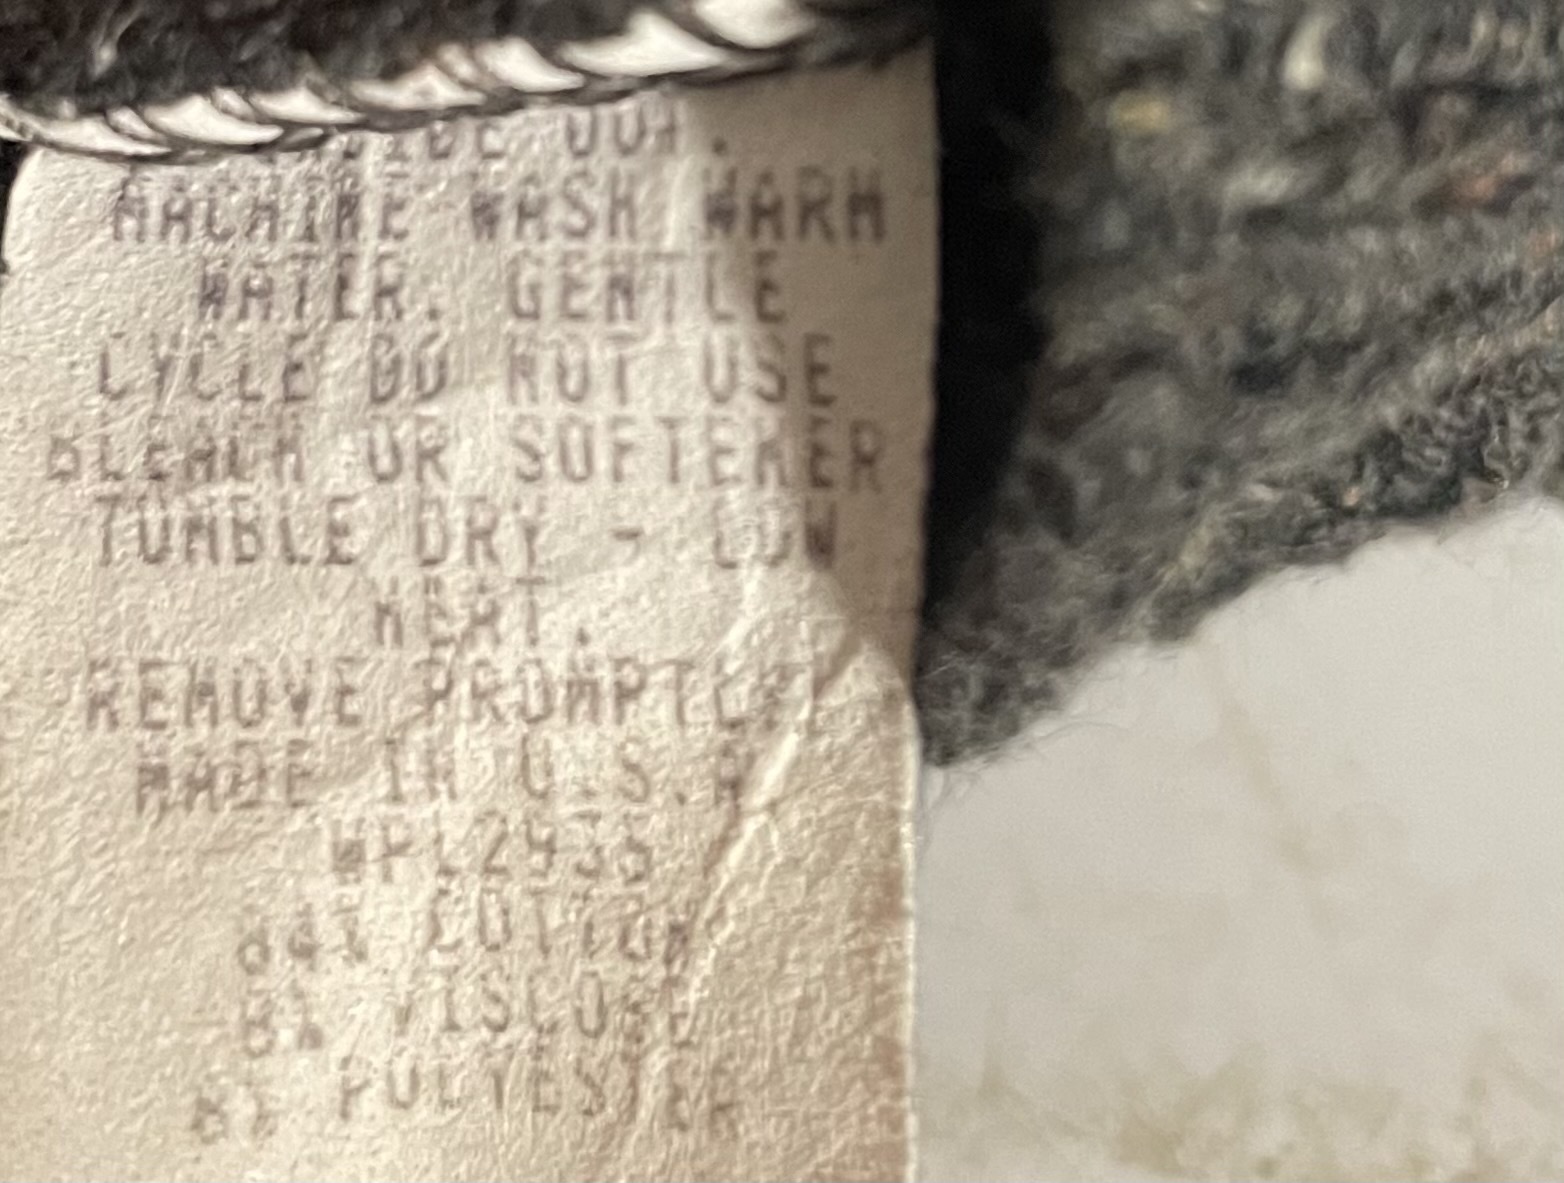 OUT.
MACHINE WASH WARM
WATER. GENTLE
CYCLE DO NOT USE
BLEACH OR SOFTENER
TUMBLE DRY - LOW
HEAT.
REMOVE PROMPTLY
MADE IN U.S.A
COTTON
VISCOSE
POLYESTER